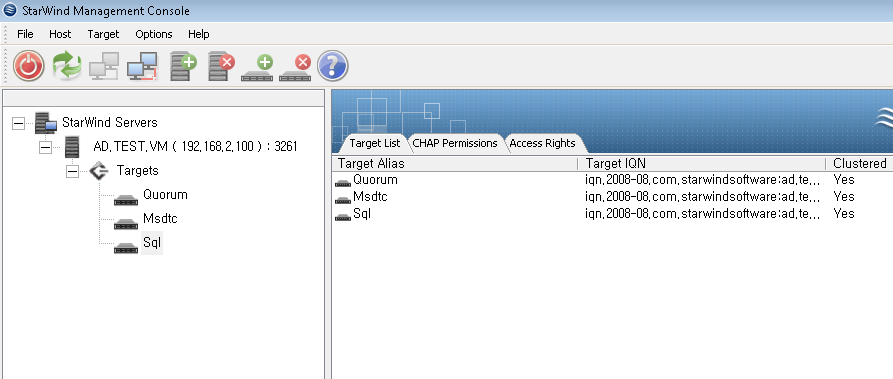 StarWind Management Console
File Host Target Options Help
StarWind Servers
AD.TEST.VM ( 192.168.2.100 ) : 3261
Targets
Quorum
Msdtc
Sql
Target List CHAP Permissions Access Rights
Target Alias Target IQN Clustered
Quorum iqn.2008-08.com.starwindsoftware:ad.te... Yes
Msdtc iqn.2008-08.com.starwindsoftware:ad.te... Yes
Sql iqn.2008-08.com.starwindsoftware:ad.te... Yes